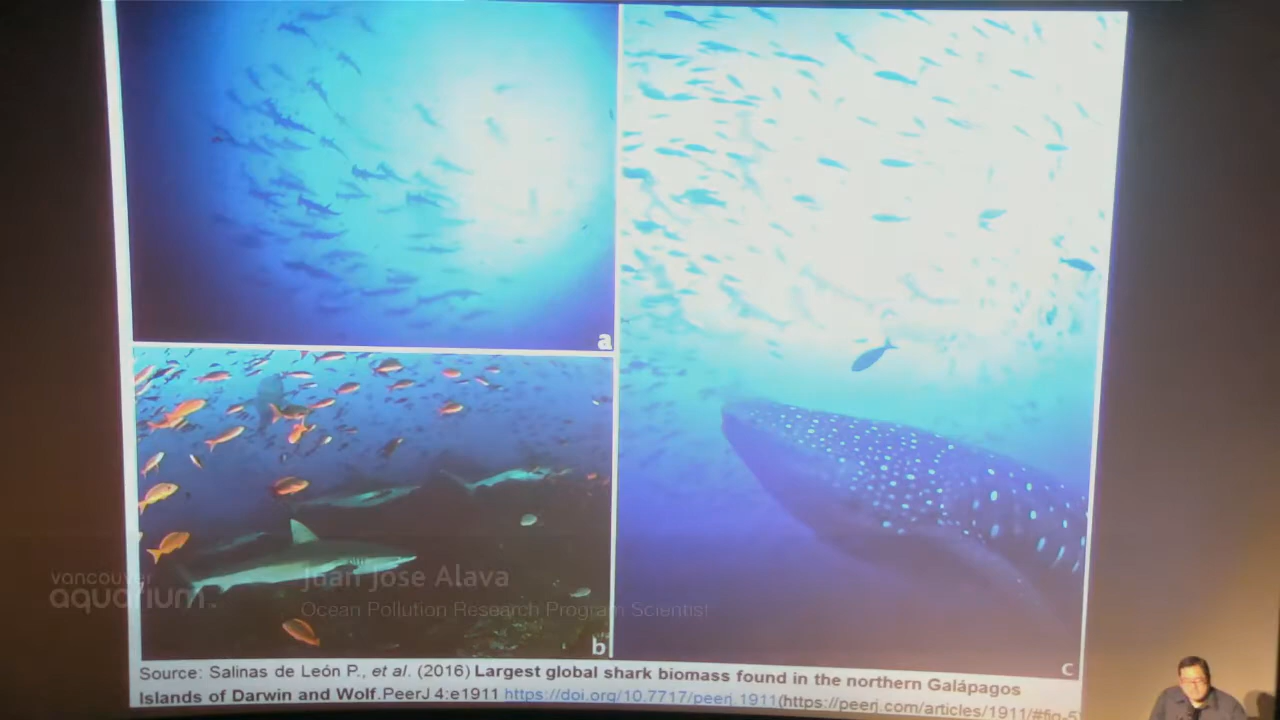 a
b
c
vancouver
aquarium
Juan Jose Alava
Ocean Pollution Research Program Scientist
Source: Salinas de León P., et al. (2016) Largest global shark biomass found in the northern Galápagos
Islands of Darwin and Wolf.PeerJ 4:e1911 https://doi.org/10.7717/peerj.1911(https://peerj.com/articles/1911/#fig-5